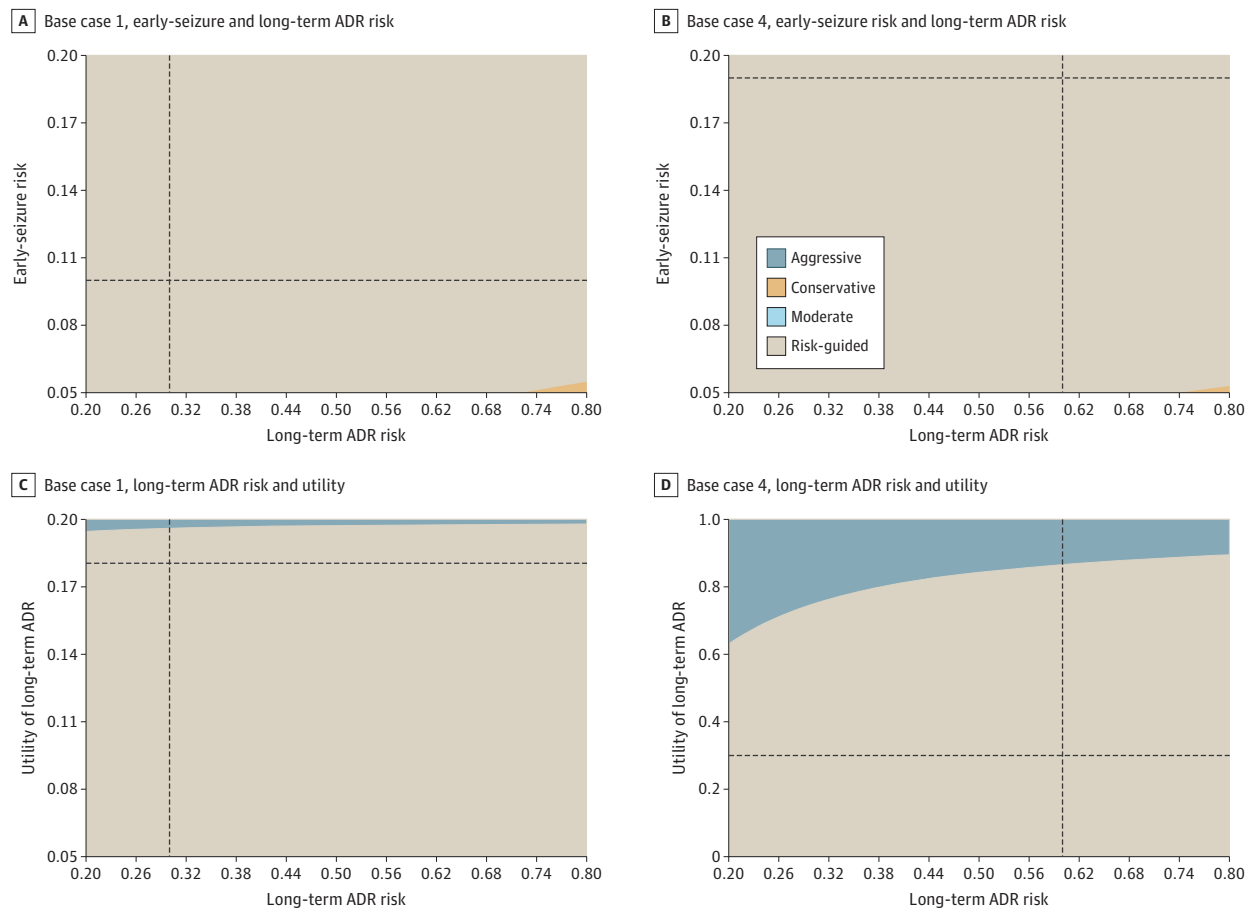 A Base case 1, early-seizure and long-term ADR risk
0.20
0.17
0.14
0.11
0.08
0.05
Early-seizure risk
0.20 0.26 0.32 0.38 0.44 0.50 0.56 0.62 0.68 0.74 0.80
Long-term ADR risk
B Base case 4, early-seizure risk and long-term ADR risk
0.20
0.17
0.14
0.11
0.08
0.05
Early-seizure risk
Aggressive
Conservative
Moderate
Risk-guided
0.20 0.26 0.32 0.38 0.44 0.50 0.56 0.62 0.68 0.74 0.80
Long-term ADR risk
C Base case 1, long-term ADR risk and utility
0.20
0.17
0.14
0.11
0.08
0.05
Utility of long-term ADR
0.20 0.26 0.32 0.38 0.44 0.50 0.56 0.62 0.68 0.74 0.80
Long-term ADR risk
D Base case 4, long-term ADR risk and utility
1.0
0.8
0.6
0.4
0.2
0
Utility of long-term ADR
0.20 0.26 0.32 0.38 0.44 0.50 0.56 0.62 0.68 0.74 0.80
Long-term ADR risk